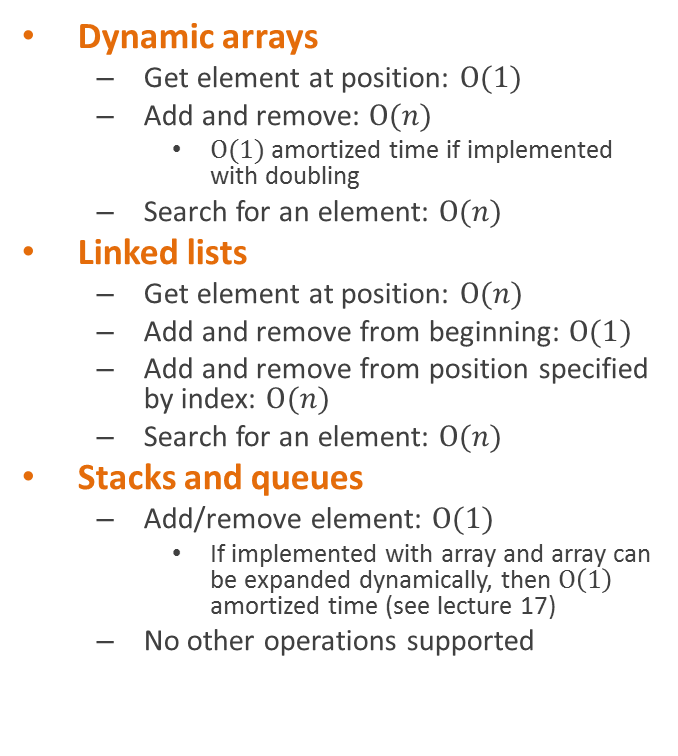 • Dynamic arrays
– Get element at position: O(1)
– Add and remove: O(n)
• O(1) amortized time if implemented
with doubling
– Search for an element: O(n)
• Linked lists
– Get element at position: O(n)
– Add and remove from beginning: O(1)
– Add and remove from position specified
by index: O(n)
– Search for an element: O(n)
• Stacks and queues
– Add/remove element: O(1)
• If implemented with array and array can
be expanded dynamically, then O(1)
amortized time (see lecture 17)
– No other operations supported